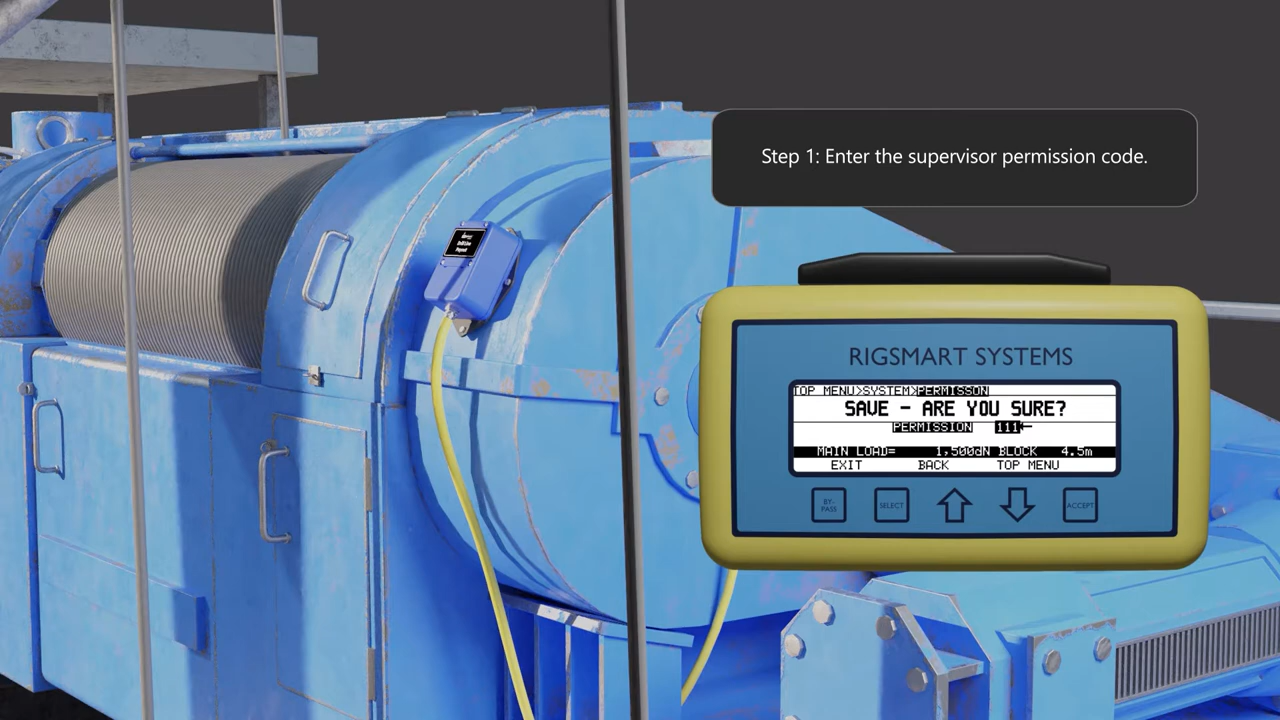 Step 1: Enter the supervisor permission code.
RIGSMART SYSTEMS
TOP MENU>SYSTEM>PERMISSON
SAVE – ARE YOU SURE?
PERMISSION 111←
MAIN LOAD= 1,500dN BLOCK 4.5m
EXIT BACK TOP MENU
BY-
PASS
SELECT
ACCEPT